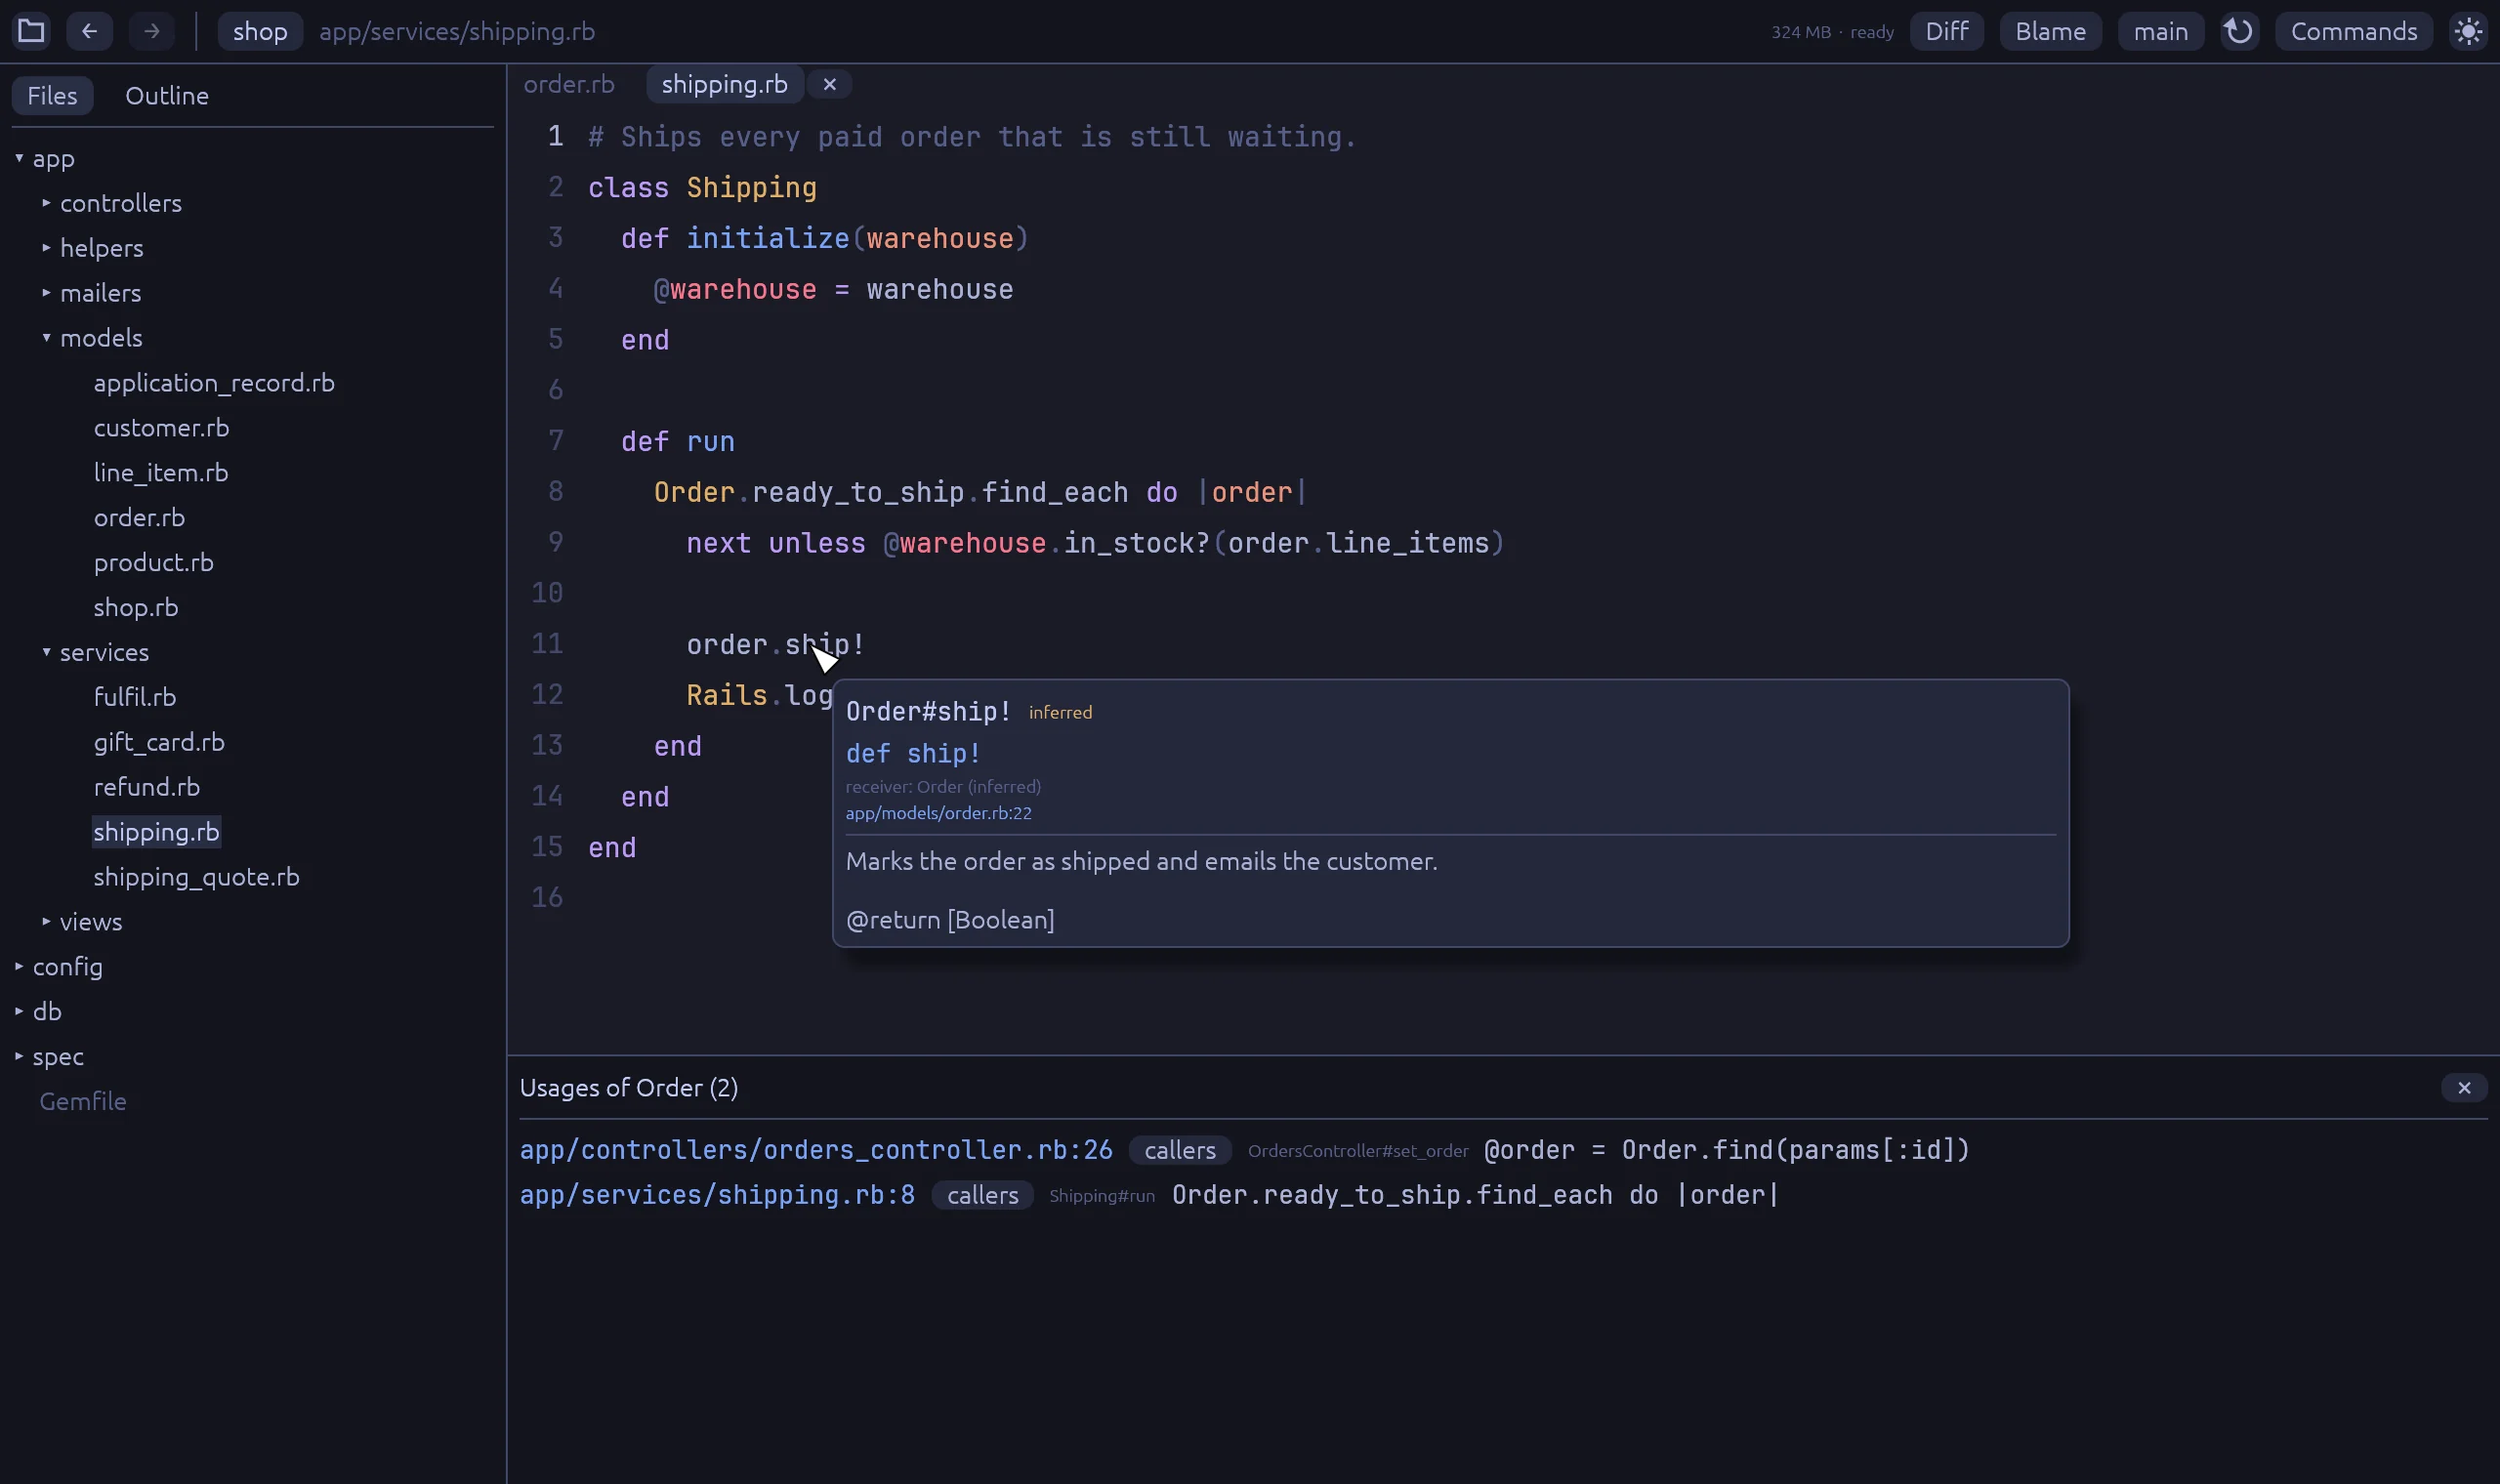 shop app/services/shipping.rb 324 MB · ready Diff Blame main Commands
Files Outline
app
controllers
helpers
mailers
models
application_record.rb
customer.rb
line_item.rb
order.rb
product.rb
shop.rb
services
fulfil.rb
gift_card.rb
refund.rb
shipping.rb
shipping_quote.rb
views
config
db
spec
Gemfile
order.rb shipping.rb ×
1 # Ships every paid order that is still waiting.
2 class Shipping
3 def initialize(warehouse)
4 @warehouse = warehouse
5 end
6
7 def run
8 Order.ready_to_ship.find_each do |order|
9 next unless @warehouse.in_stock?(order.line_items)
10
11 order.ship!
12 Rails.log
13 end
14 end
15 end
16
Order#ship! inferred
def ship!
receiver: Order (inferred)
app/models/order.rb:22
Marks the order as shipped and emails the customer.
@return [Boolean]
Usages of Order (2) ×
app/controllers/orders_controller.rb:26 callers OrdersController#set_order @order = Order.find(params[:id])
app/services/shipping.rb:8 callers Shipping#run Order.ready_to_ship.find_each do |order|